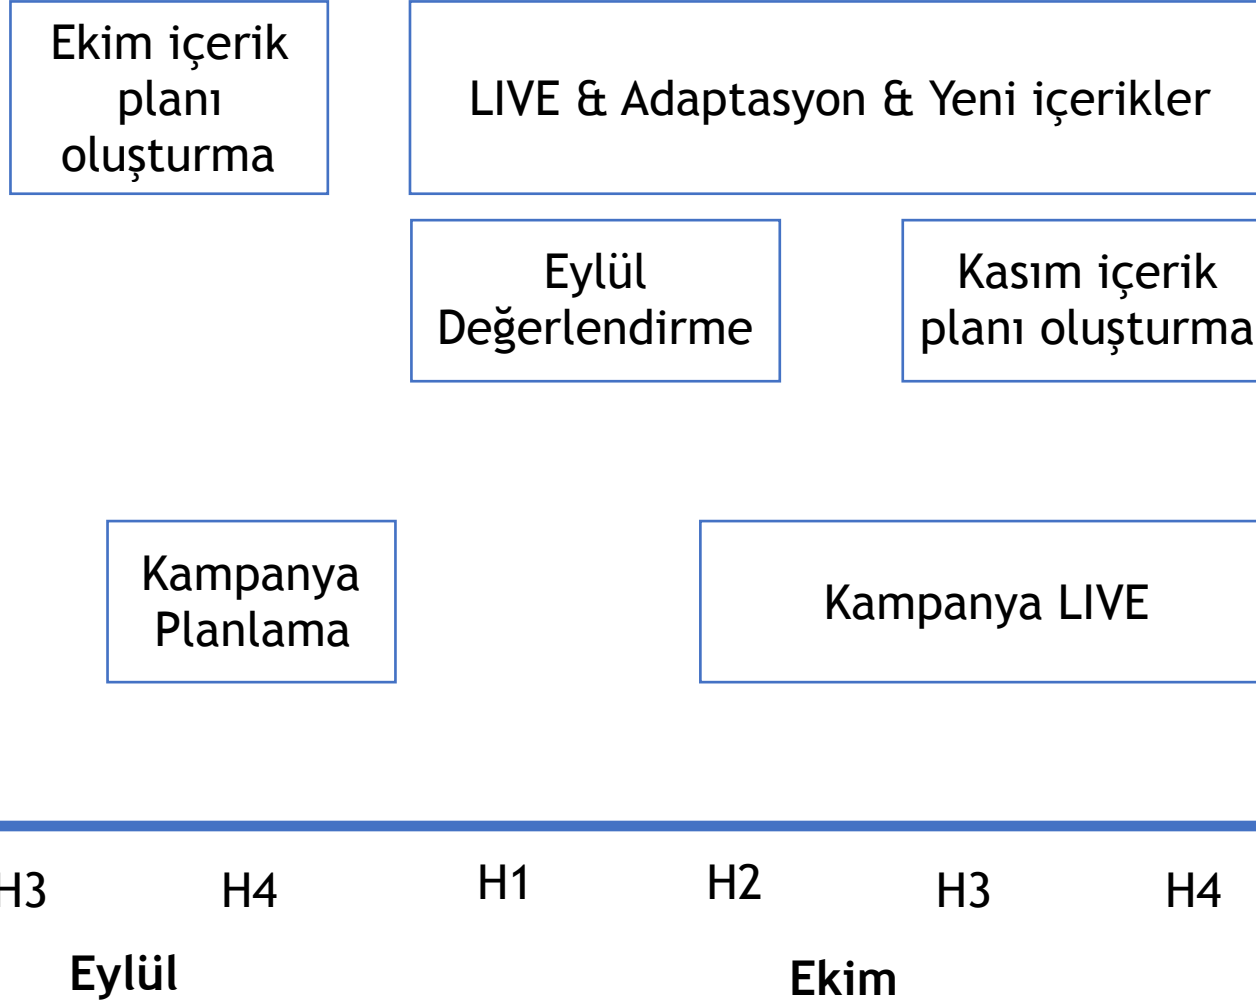 Ekim içerik
planı
oluşturma
LIVE & Adaptasyon & Yeni içerikler
Eylül
Değerlendirme
Kasım içerik
planı oluşturma
Kampanya
Planlama
Kampanya LIVE
H3 H4 H1 H2 H3 H4
Eylül Ekim